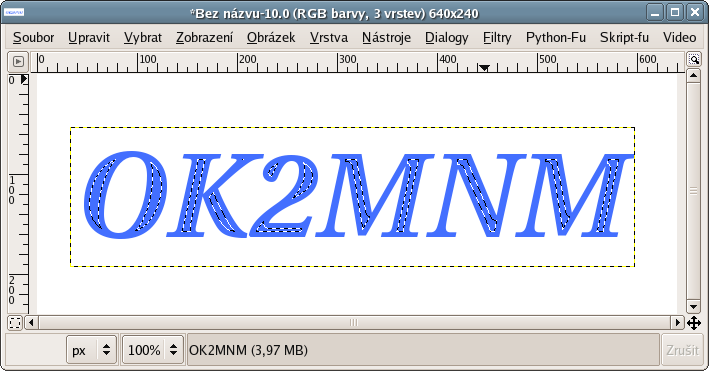 *Bez názvu-10.0 (RGB barvy, 3 vrstev) 640x240
Soubor Upravit Vybrat Zobrazení Obrázek Vrstva Nástroje Dialogy Filtry Python-Fu Skript-fu Video
0 100 200 300 400 500 600
0
100
200
OK2MNM
px 100% OK2MNM (3,97 MB) Zrušit